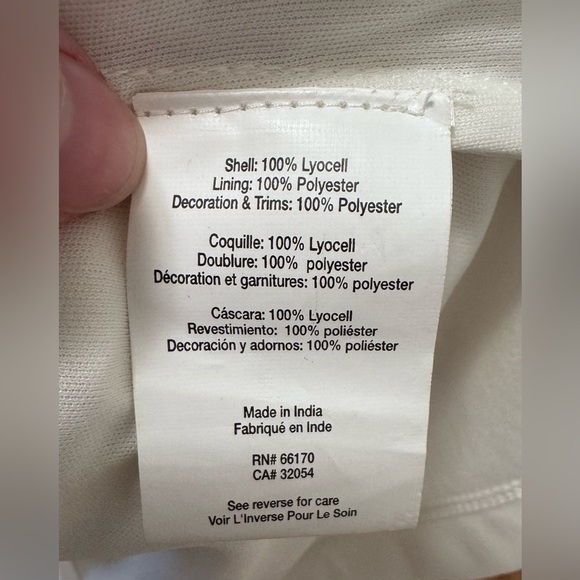 Shell: 100% Lyocell
Lining: 100% Polyester
Decoration & Trims: 100% Polyester
Coquille: 100% Lyocell
Doublure: 100% polyester
Décoration et garnitures: 100% polyester
Cáscara: 100% Lyocell
Revestimiento: 100% poliéster
Decoración y adornos: 100% poliéster
Made in India
Fabriqué en Inde
RN# 66170
CA# 32054
See reverse for care
Voir L'Inverse Pour Le Soin